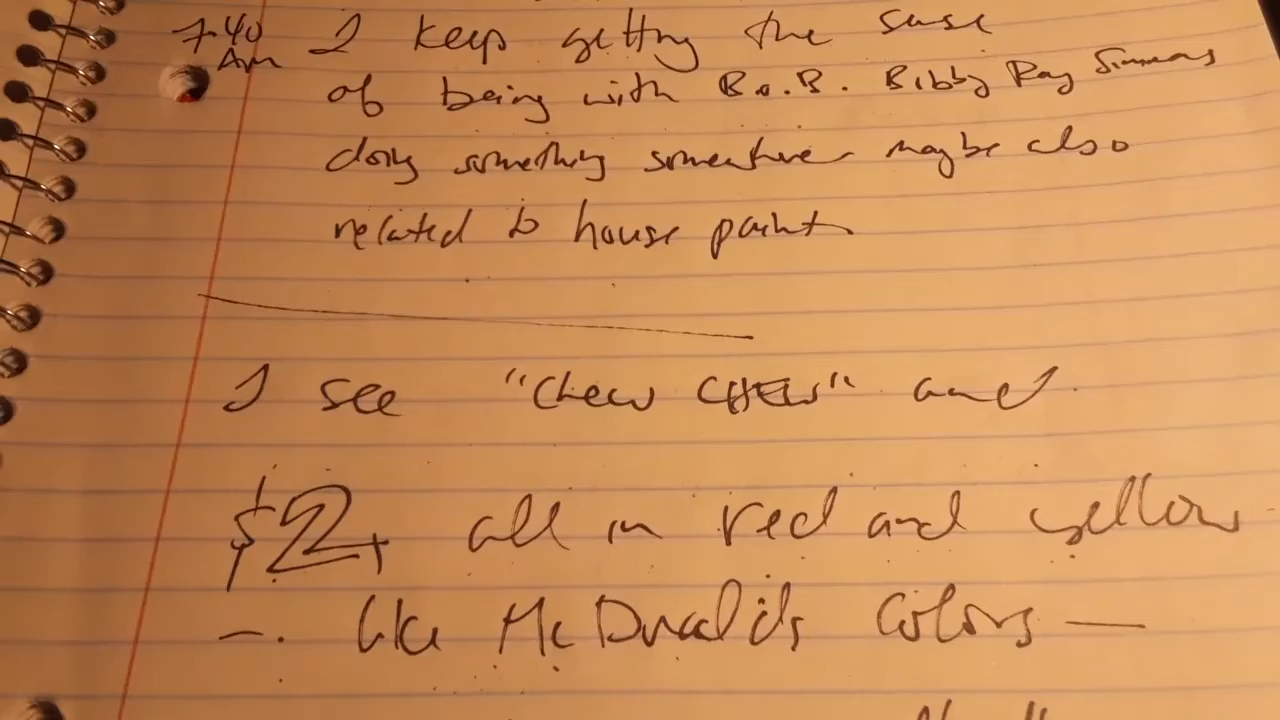 7:40 I keep getting the sense
AM of being with B.o.B. Bobby Ray Simmons
doing something somewhere maybe also
related to house paint
I see "Chew CHEW" and
$2 all in red and yellow
—. like McDonald's colors —